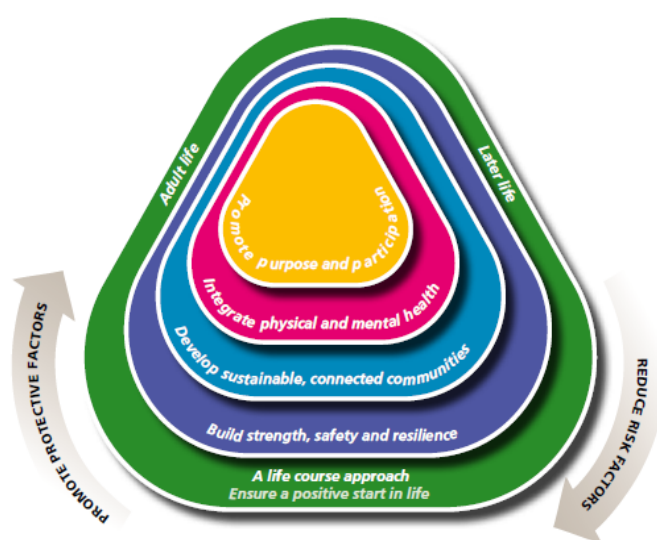 Adult life
Later life
Promote purpose and participation
Integrate physical and mental health
Develop sustainable, connected communities
Build strength, safety and resilience
A life course approach
Ensure a positive start in life
PROMOTE PROTECTIVE FACTORS
REDUCE RISK FACTORS